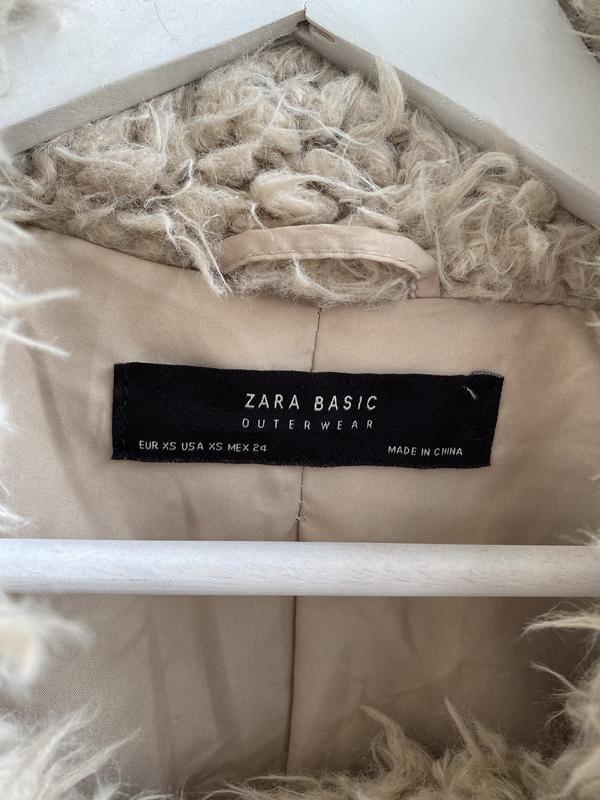 ZARA BASIC
OUTERWEAR
EUR XS USA XS MEX 24 MADE IN CHINA